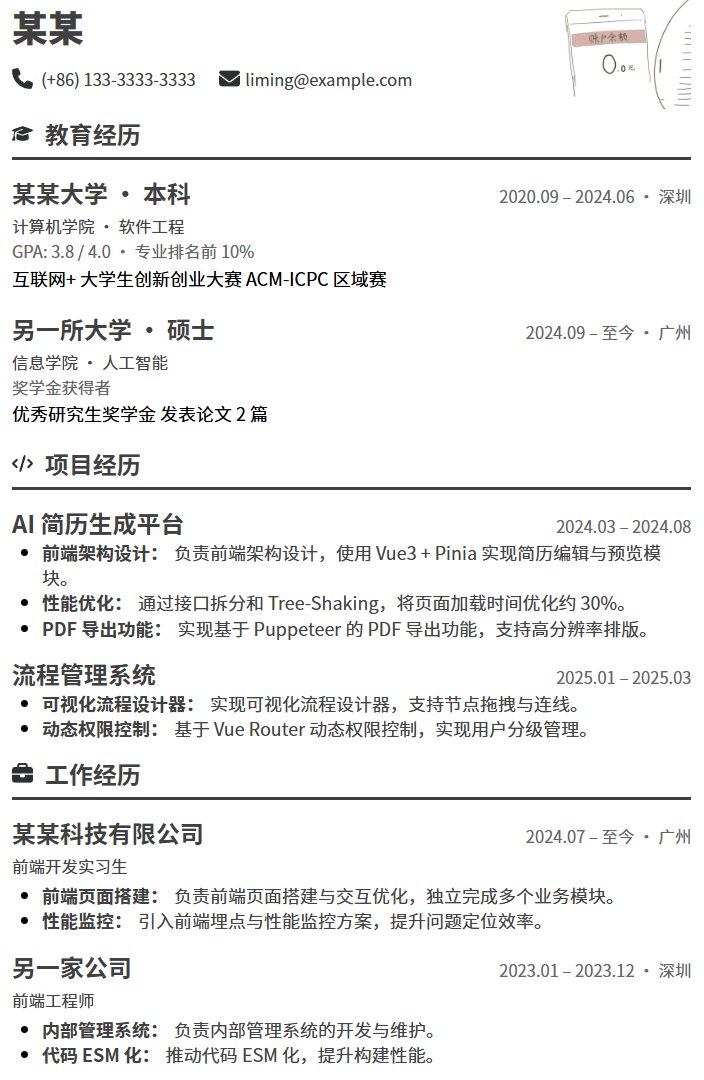 某某
账户余额
0.0元
(+86) 133-3333-3333 liming@example.com
教育经历
某某大学 · 本科 2020.09 – 2024.06 · 深圳
计算机学院 · 软件工程
GPA: 3.8 / 4.0 · 专业排名前 10%
互联网+ 大学生创新创业大赛 ACM-ICPC 区域赛
另一所大学 · 硕士 2024.09 – 至今 · 广州
信息学院 · 人工智能
奖学金获得者
优秀研究生奖学金 发表论文 2 篇
项目经历
AI 简历生成平台 2024.03 – 2024.08
前端架构设计： 负责前端架构设计，使用 Vue3 + Pinia 实现简历编辑与预览模
块。
性能优化： 通过接口拆分和 Tree-Shaking，将页面加载时间优化约 30%。
PDF 导出功能： 实现基于 Puppeteer 的 PDF 导出功能，支持高分辨率排版。
流程管理系统 2025.01 – 2025.03
可视化流程设计器： 实现可视化流程设计器，支持节点拖拽与连线。
动态权限控制： 基于 Vue Router 动态权限控制，实现用户分级管理。
工作经历
某某科技有限公司 2024.07 – 至今 · 广州
前端开发实习生
前端页面搭建： 负责前端页面搭建与交互优化，独立完成多个业务模块。
性能监控： 引入前端埋点与性能监控方案，提升问题定位效率。
另一家公司 2023.01 – 2023.12 · 深圳
前端工程师
内部管理系统： 负责内部管理系统的开发与维护。
代码 ESM 化： 推动代码 ESM 化，提升构建性能。